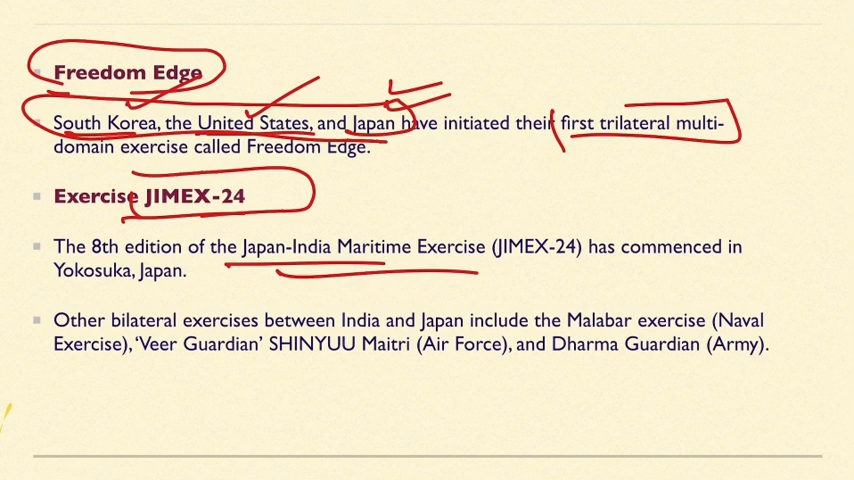 Freedom Edge
South Korea, the United States, and Japan have initiated their first trilateral multi-
domain exercise called Freedom Edge.
Exercise JIMEX-24
The 8th edition of the Japan-India Maritime Exercise (JIMEX-24) has commenced in
Yokosuka, Japan.
Other bilateral exercises between India and Japan include the Malabar exercise (Naval
Exercise), ‘Veer Guardian’ SHINYUU Maitri (Air Force), and Dharma Guardian (Army).